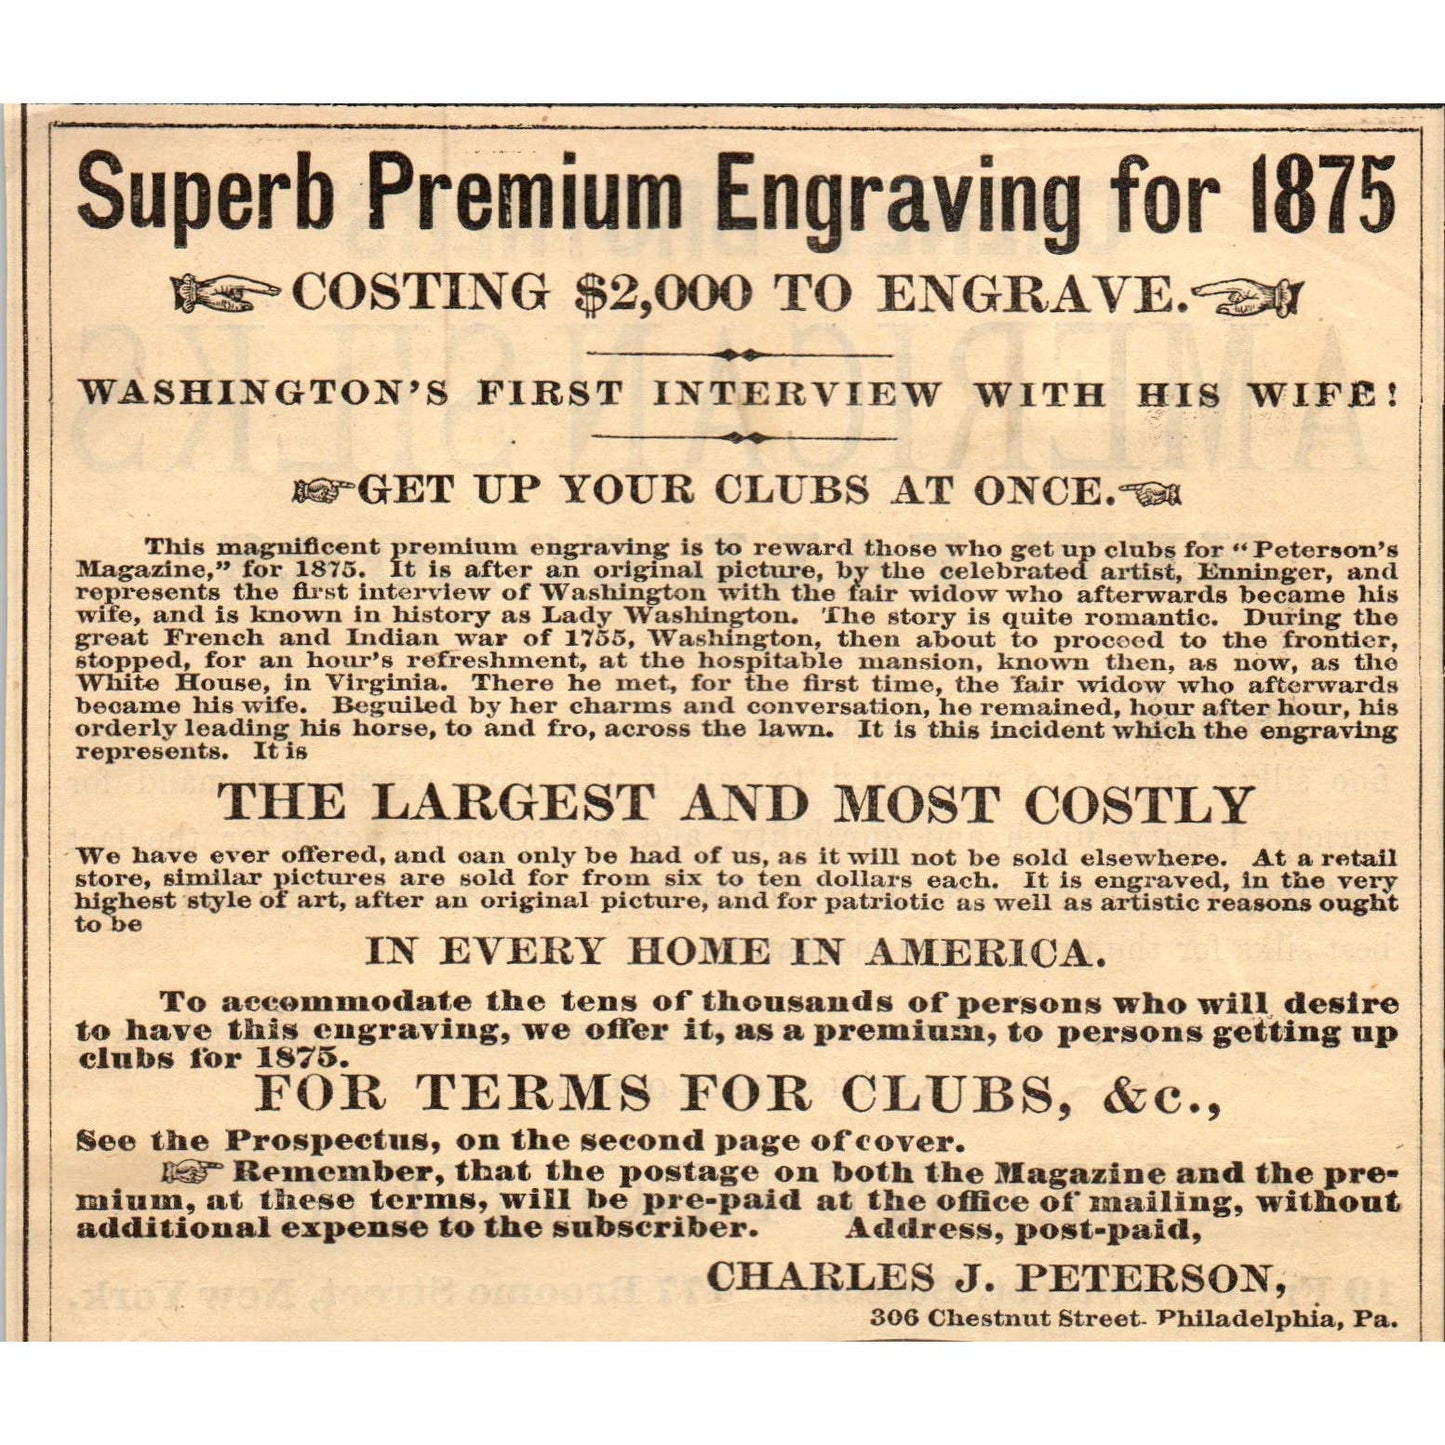 Superb Premium Engraving for 1875
COSTING $2,000 TO ENGRAVE.
WASHINGTON'S FIRST INTERVIEW WITH HIS WIFE!
GET UP YOUR CLUBS AT ONCE.
This magnificent premium engraving is to reward those who get up clubs for "Peterson's
Magazine," for 1875. It is after an original picture, by the celebrated artist, Enninger, and
represents the first interview of Washington with the fair widow who afterwards became his
wife, and is known in history as Lady Washington. The story is quite romantic. During the
great French and Indian war of 1755, Washington, then about to proceed to the frontier,
stopped, for an hour's refreshment, at the hospitable mansion, known then, as now, as the
White House, in Virginia. There he met, for the first time, the fair widow who afterwards
became his wife. Beguiled by her charms and conversation, he remained, hour after hour, his
orderly leading his horse, to and fro, across the lawn. It is this incident which the engraving
represents. It is
THE LARGEST AND MOST COSTLY
We have ever offered, and can only be had of us, as it will not be sold elsewhere. At a retail
store, similar pictures are sold for from six to ten dollars each. It is engraved, in the very
highest style of art, after an original picture, and for patriotic as well as artistic reasons ought
to be
IN EVERY HOME IN AMERICA.
To accommodate the tens of thousands of persons who will desire
to have this engraving, we offer it, as a premium, to persons getting up
clubs for 1875.
FOR TERMS FOR CLUBS, &c.,
See the Prospectus, on the second page of cover.
Remember, that the postage on both the Magazine and the pre-
mium, at these terms, will be pre-paid at the office of mailing, without
additional expense to the subscriber. Address, post-paid,
CHARLES J. PETERSON,
306 Chestnut Street. Philadelphia, Pa.